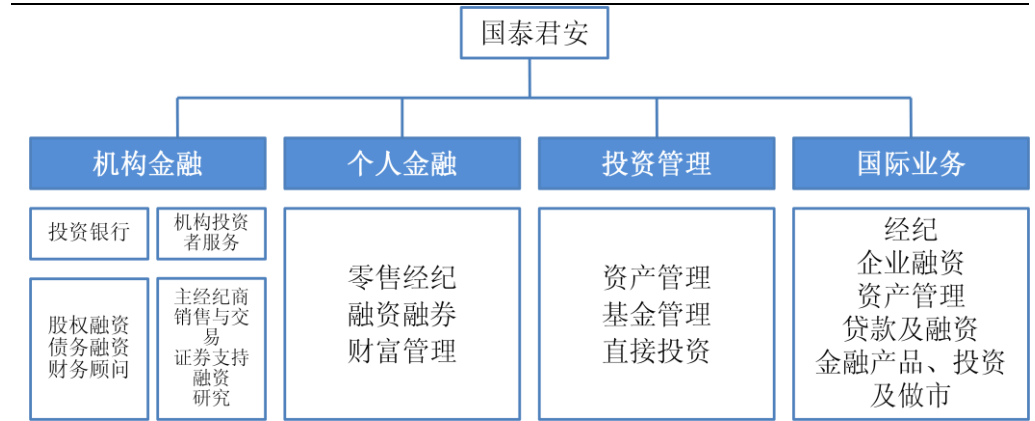 国泰君安
机构金融
个人金融
投资管理
国际业务
投资银行
机构投资
者服务
股权融资
债务融资
财务顾问
主经纪商
销售与交
易
证券支持
融资
研究
零售经纪
融资融券
财富管理
资产管理
基金管理
直接投资
经纪
企业融资
资产管理
贷款及融资
金融产品、投资
及做市